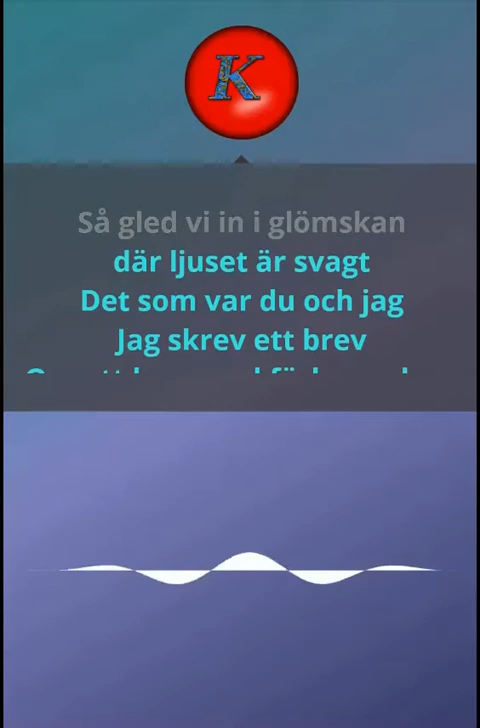 K
Så gled vi in i glömskan
där ljuset är svagt
Det som var du och jag
Jag skrev ett brev